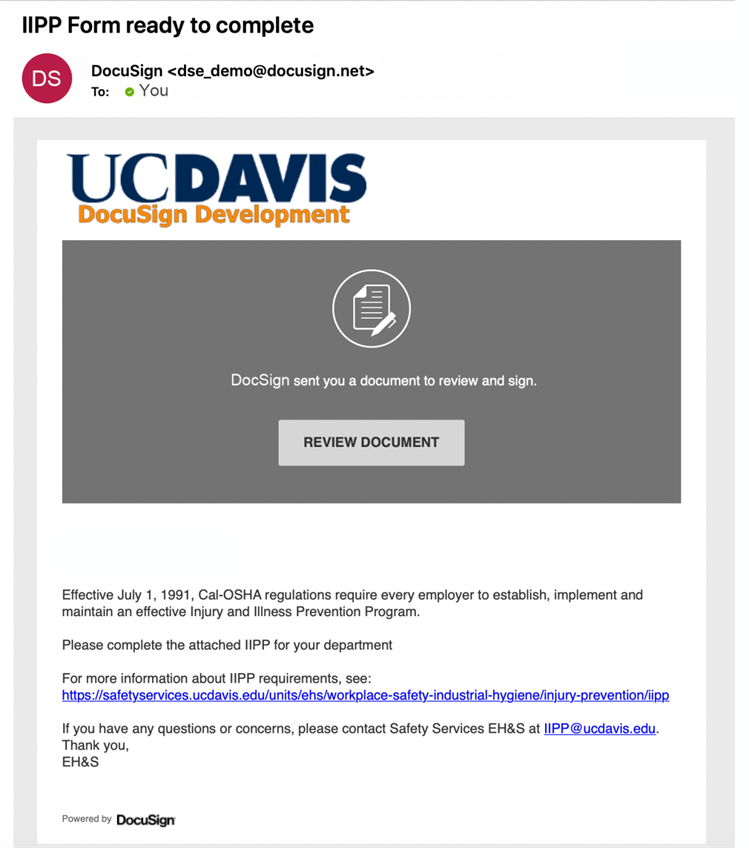 IIPP Form ready to complete
DS
DocuSign <dse_demo@docusign.net>
To: You
UCDAVIS
DocuSign Development
DocSign sent you a document to review and sign.
REVIEW DOCUMENT
Effective July 1, 1991, Cal-OSHA regulations require every employer to establish, implement and
maintain an effective Injury and Illness Prevention Program.
Please complete the attached IIPP for your department
For more information about IIPP requirements, see:
https://safetyservices.ucdavis.edu/units/ehs/workplace-safety-industrial-hygiene/injury-prevention/iipp
If you have any questions or concerns, please contact Safety Services EH&S at IIPP@ucdavis.edu.
Thank you,
EH&S
Powered by DocuSign